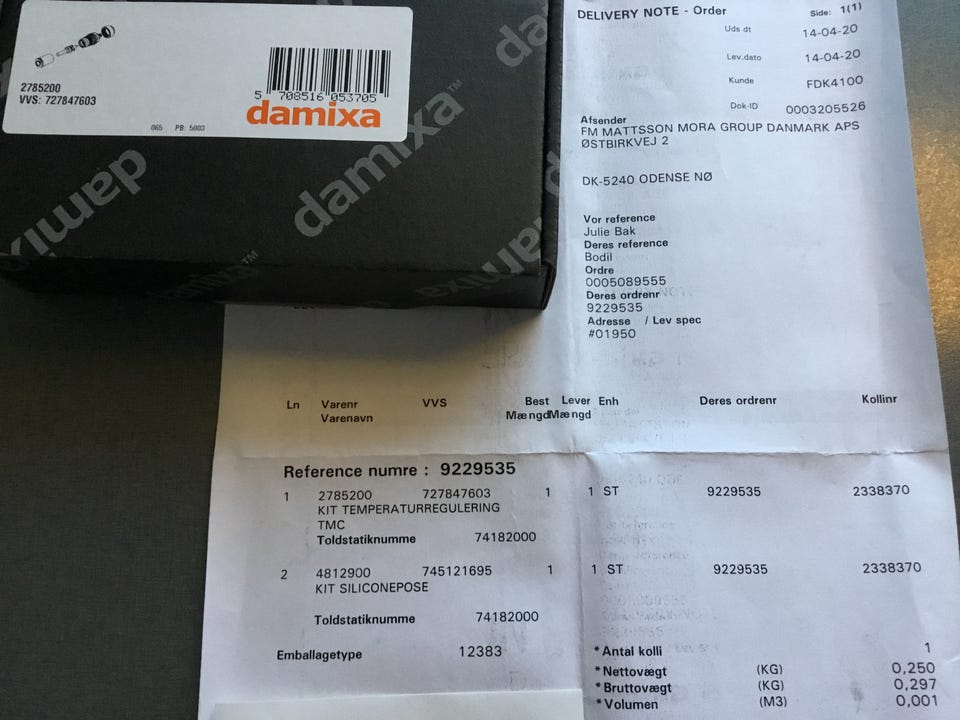 2785200
VVS: 727847603
5 708516 053705
damixa
065 PB: 5003
damixa™
DELIVERY NOTE - Order Side: 1(1)
Uds dt 14-04-20
Lev.dato 14-04-20
Kunde FDK4100
Dok-ID 0003205526
Afsender
FM MATTSSON MORA GROUP DANMARK APS
ØSTBIRKVEJ 2
DK-5240 ODENSE NØ
Vor reference
Julie Bak
Deres reference
Bodil
Ordre
0005089555
Deres ordrenr
9229535
Adresse / Lev spec
#01950
Ln Varenr VVS Best Lever Enh Deres ordrenr Kollinr
Varenavn MængdMængd
Reference numre : 9229535
1 2785200 727847603 1 1 ST 9229535 2338370
KIT TEMPERATURREGULERING
TMC
Toldstatiknumme 74182000
2 4812900 745121695 1 1 ST 9229535 2338370
KIT SILICONEPOSE
Toldstatiknumme 74182000
Emballagetype 12383
*Antal kolli 1
*Nettovægt (KG) 0,250
*Bruttovægt (KG) 0,297
*Volumen (M3) 0,001